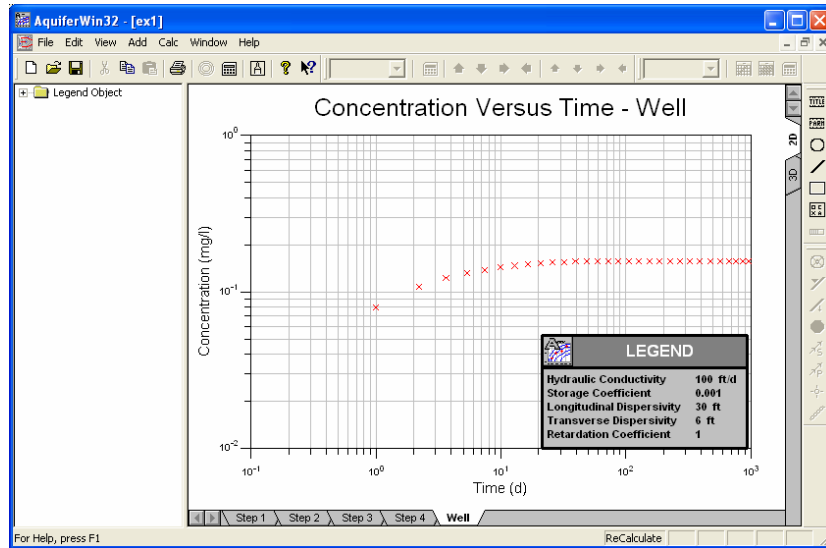 AquiferWin32 - [ex1]
File Edit View Add Calc Window Help
Legend Object
Concentration Versus Time - Well
TITLE
PARM
2D
3D
10⁰
10⁻¹
10⁻²
Concentration (mg/l)
LEGEND
Hydraulic Conductivity 100 ft/d
Storage Coefficient 0.001
Longitudinal Dispersivity 30 ft
Transverse Dispersivity 6 ft
Retardation Coefficient 1
10⁻¹ 10⁰ 10¹ 10² 10³
Time (d)
Step 1 Step 2 Step 3 Step 4 Well
For Help, press F1 ReCalculate